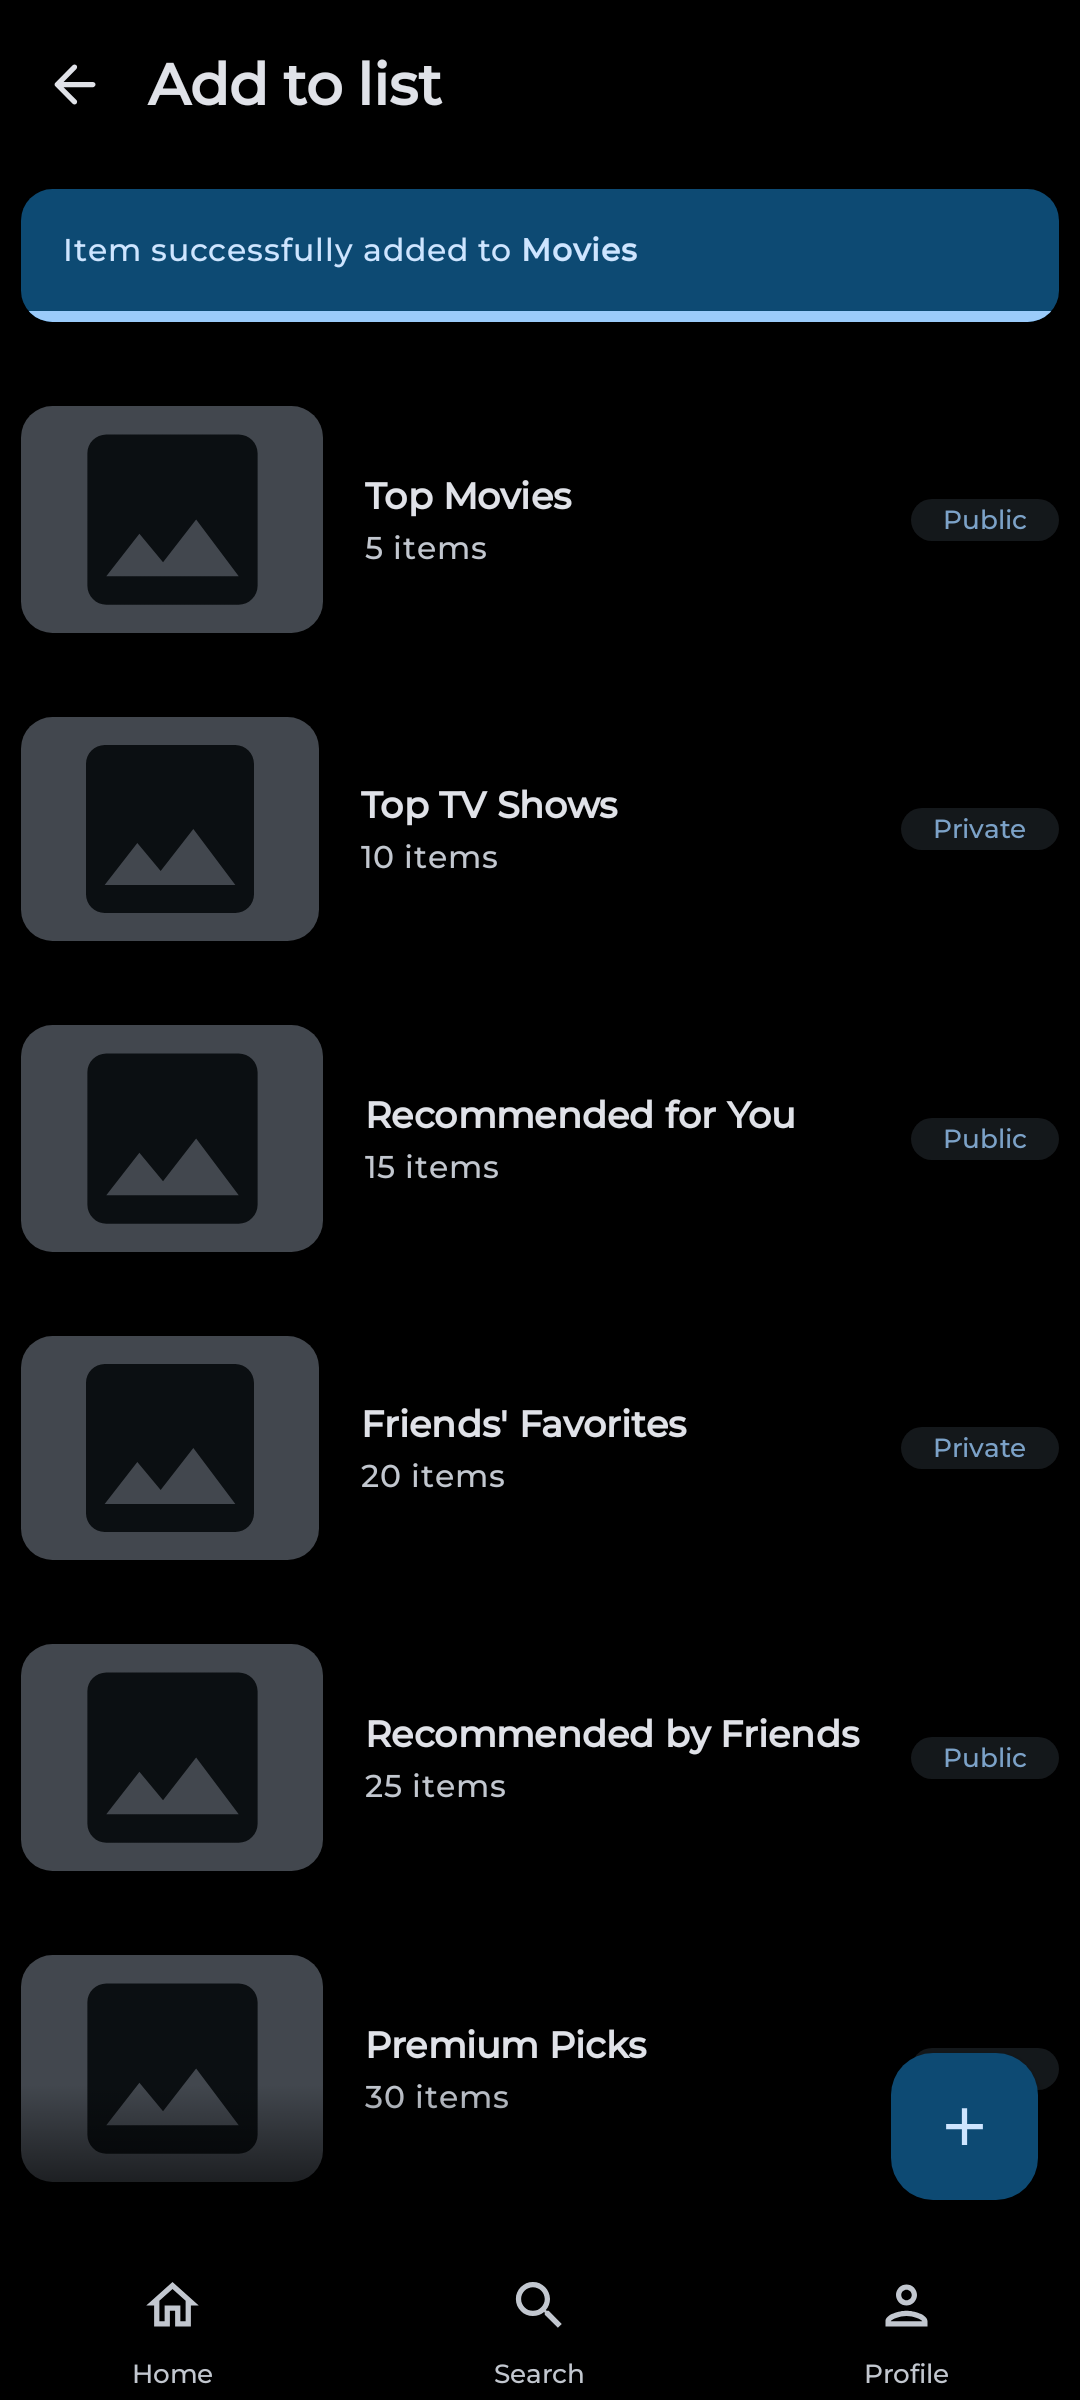 Add to list
Item successfully added to Movies
Top Movies
5 items
Public
Top TV Shows
10 items
Private
Recommended for You
15 items
Public
Friends' Favorites
20 items
Private
Recommended by Friends
25 items
Public
Premium Picks
30 items
Home
Search
Profile